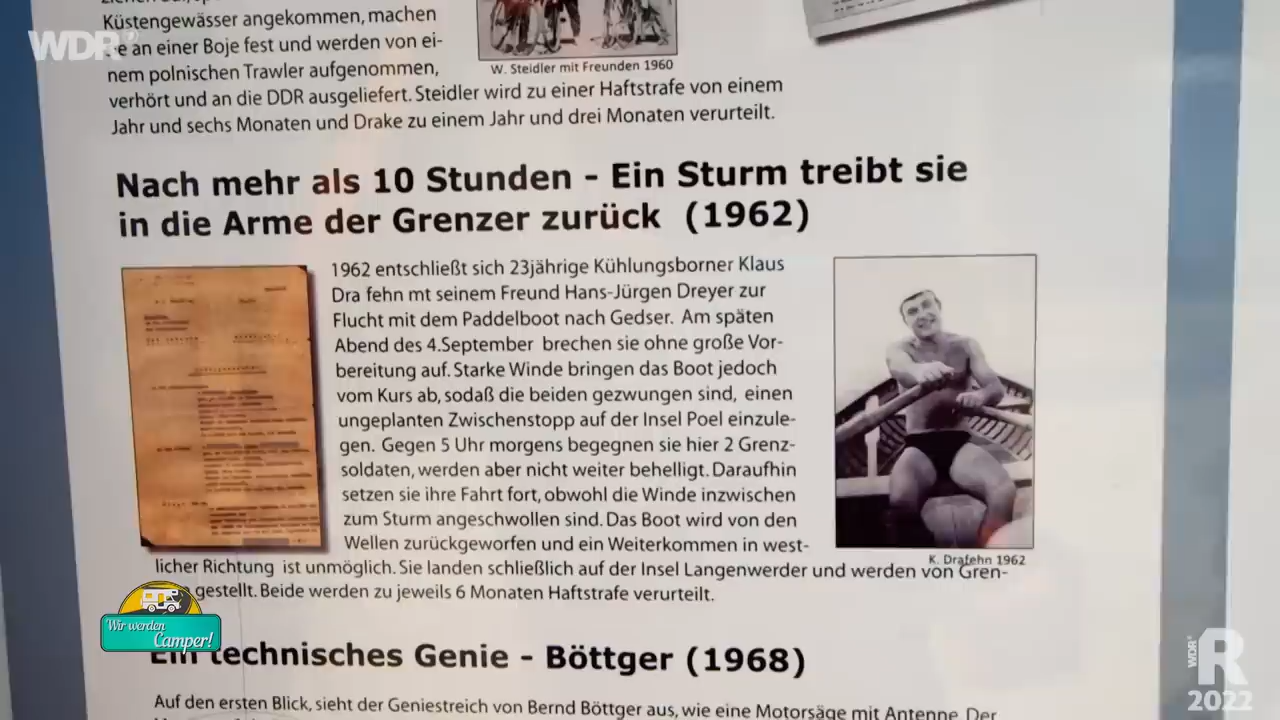 Küstengewässer angekommen, machen
WDR
an einer Boje fest und werden von ei-
nem polnischen Trawler aufgenommen,
W. Steidler mit Freunden 1960
verhört und an die DDR ausgeliefert. Steidler wird zu einer Haftstrafe von einem
Jahr und sechs Monaten und Drake zu einem Jahr und drei Monaten verurteilt.
Nach mehr als 10 Stunden - Ein Sturm treibt sie
in die Arme der Grenzer zurück (1962)
1962 entschließt sich 23jährige Kühlungsborner Klaus
Dra fehn mt seinem Freund Hans-Jürgen Dreyer zur
Flucht mit dem Paddelboot nach Gedser. Am späten
Abend des 4.September brechen sie ohne große Vor-
bereitung auf. Starke Winde bringen das Boot jedoch
vom Kurs ab, sodaß die beiden gezwungen sind, einen
ungeplanten Zwischenstopp auf der Insel Poel einzule-
gen. Gegen 5 Uhr morgens begegnen sie hier 2 Grenz-
soldaten, werden aber nicht weiter behelligt. Daraufhin
setzen sie ihre Fahrt fort, obwohl die Winde inzwischen
zum Sturm angeschwollen sind. Das Boot wird von den
Wellen zurückgeworfen und ein Weiterkommen in west-
K. Drafehn 1962
licher Richtung ist unmöglich. Sie landen schließlich auf der Insel Langenwerder und werden von Gren-
gestellt. Beide werden zu jeweils 6 Monaten Haftstrafe verurteilt.
Wir werden
Camper!
Ein technisches Genie - Böttger (1968)
Auf den ersten Blick, sieht der Geniestreich von Bernd Böttger aus, wie eine Motorsäge mit Antenne. Der
WDR R
2022